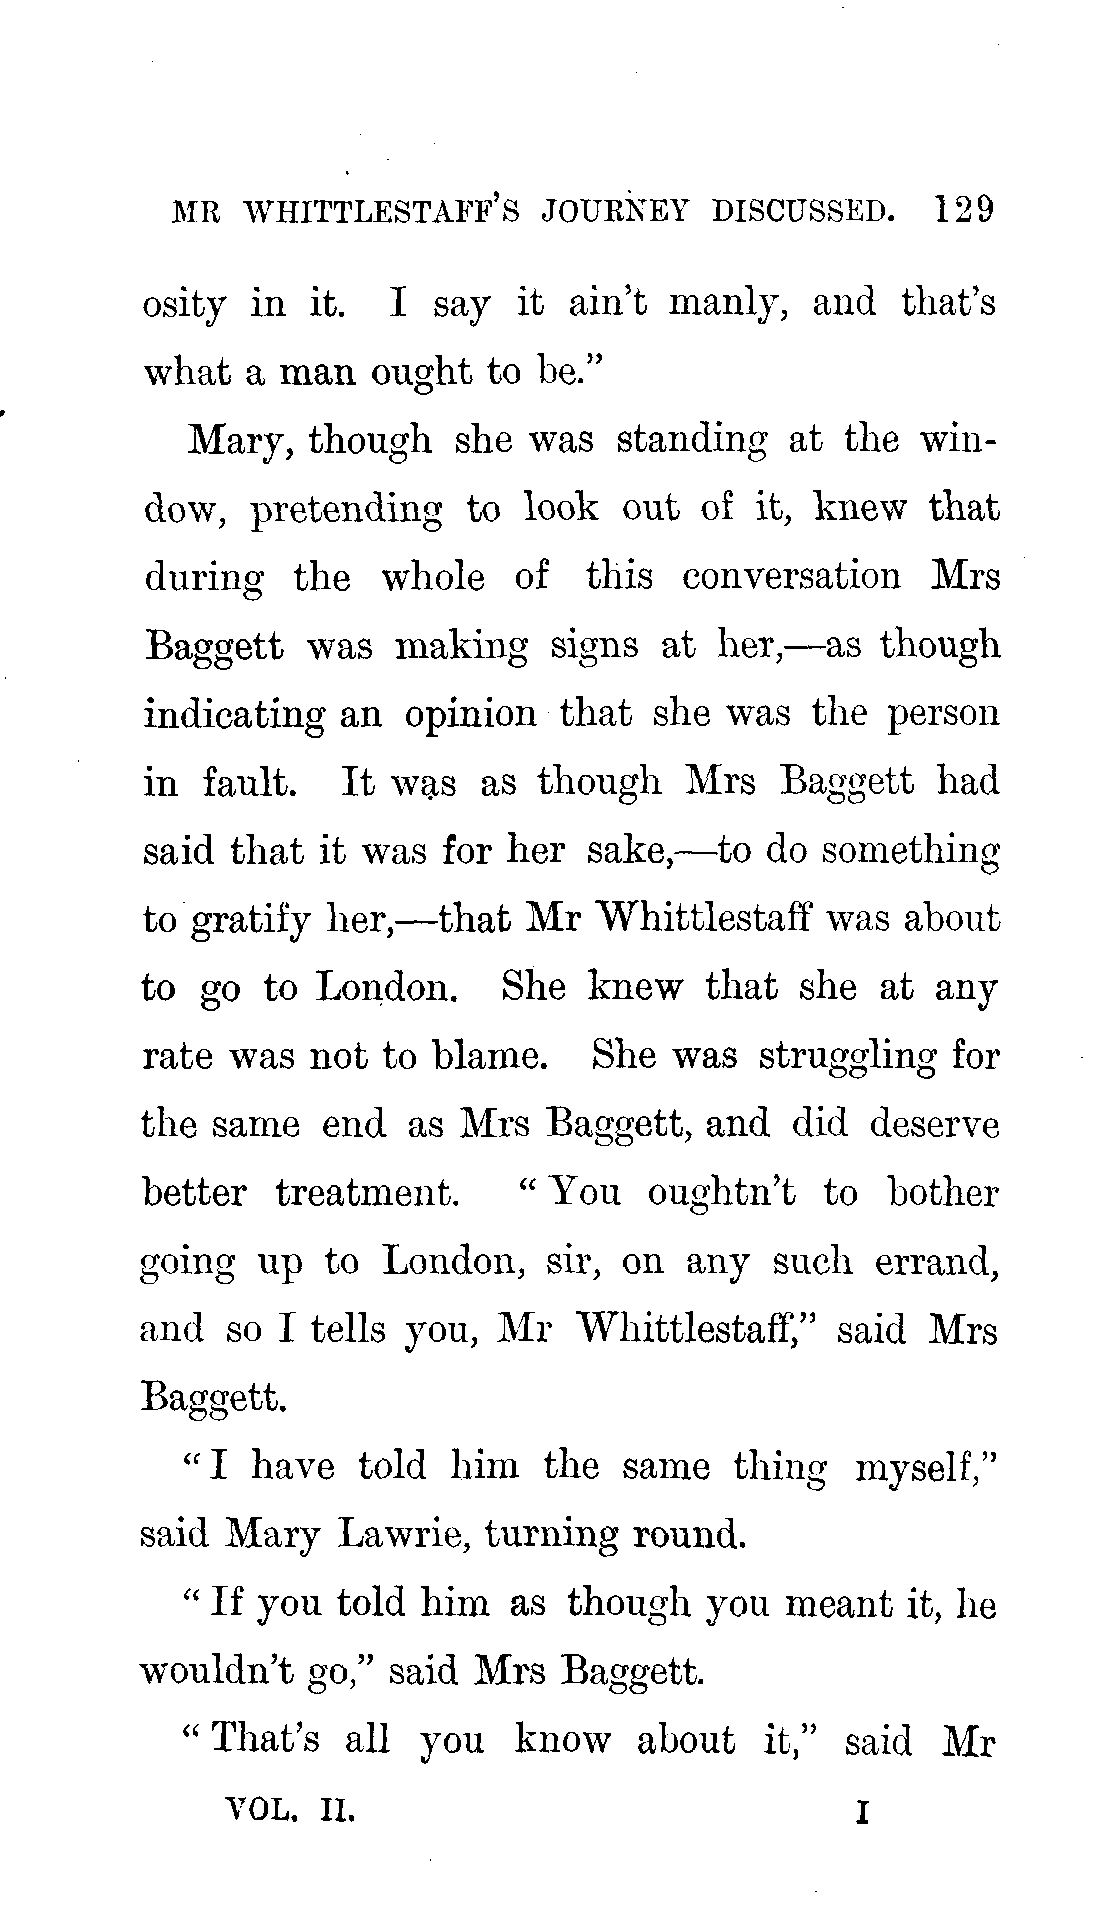 MR WHITTLESTAFF'S JOURNEY DISCUSSED. 129
osity in it. I say it ain't manly, and that's
what a man ought to be."
Mary, though she was standing at the win-
dow, pretending to look out of it, knew that
during the whole of this conversation Mrs
Baggett was making signs at her,—as though
indicating an opinion that she was the person
in fault. It was as though Mrs Baggett had
said that it was for her sake,—to do something
to gratify her,—that Mr Whittlestaff was about
to go to London. She knew that she at any
rate was not to blame. She was struggling for
the same end as Mrs Baggett, and did deserve
better treatment. "You oughtn't to bother
going up to London, sir, on any such errand,
and so I tells you, Mr Whittlestaff," said Mrs
Baggett.
"I have told him the same thing myself,"
said Mary Lawrie, turning round.
"If you told him as though you meant it, he
wouldn't go," said Mrs Baggett.
"That's all you know about it," said Mr
VOL. II. I